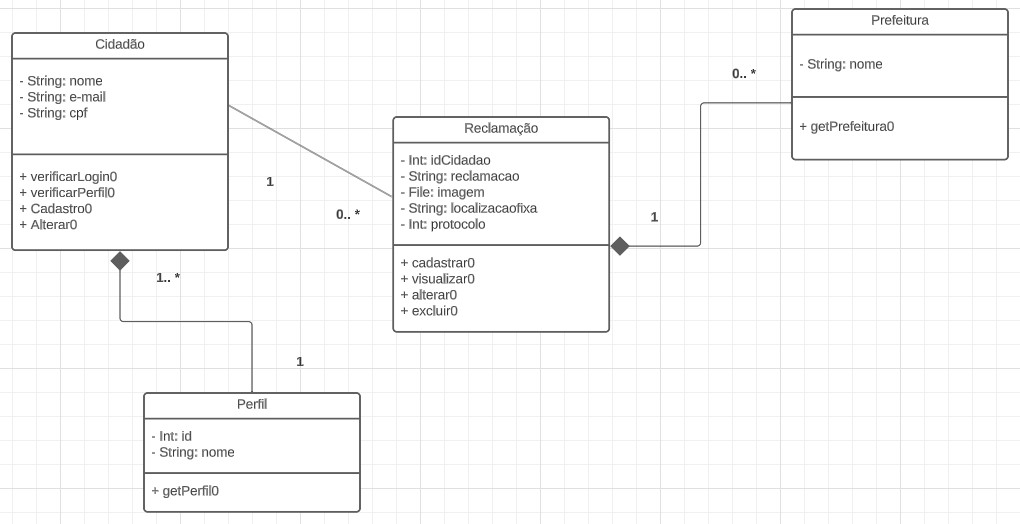 Cidadão
- String: nome
- String: e-mail
- String: cpf
+ verificarLogin0
+ verificarPerfil0
+ Cadastro0
+ Alterar0
1
0.. *
1.. *
1
Perfil
- Int: id
- String: nome
+ getPerfil0
Reclamação
- Int: idCidadao
- String: reclamacao
- File: imagem
- String: localizacaofixa
- Int: protocolo
+ cadastrar0
+ visualizar0
+ alterar0
+ excluir0
1
0.. *
Prefeitura
- String: nome
+ getPrefeitura0